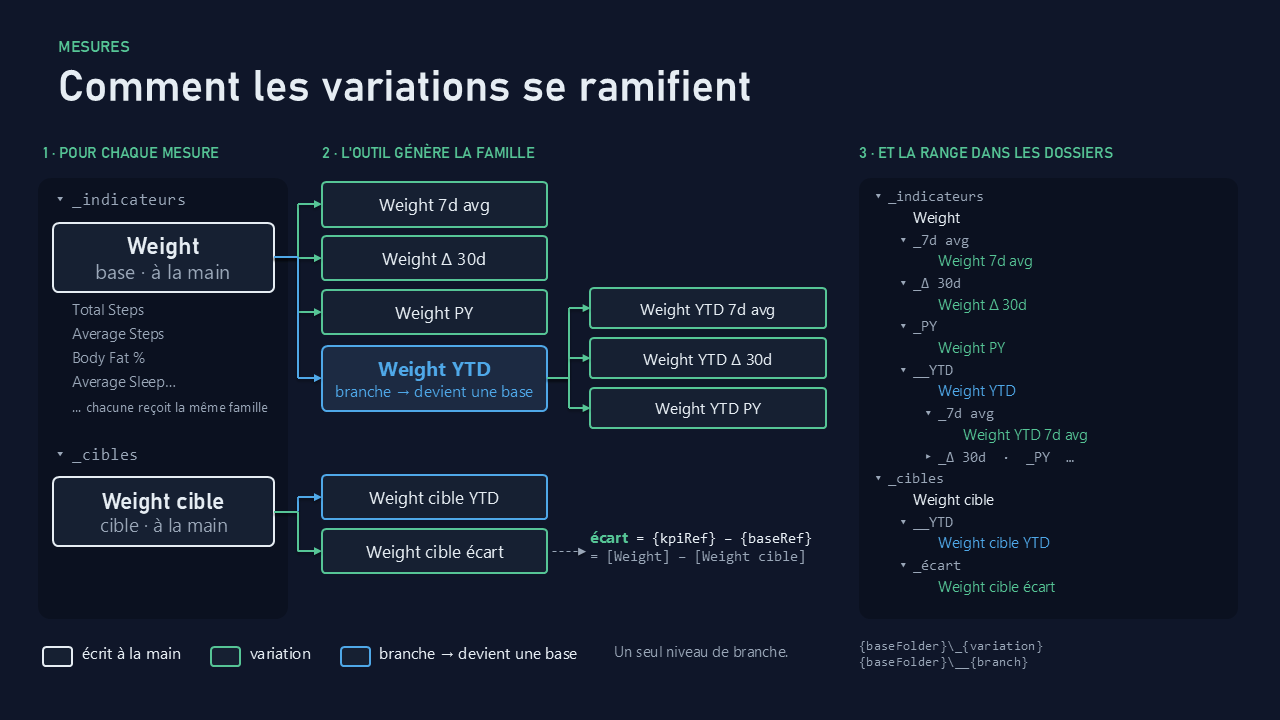 MESURES
Comment les variations se ramifient
1 · POUR CHAQUE MESURE
▾ _indicateurs
Weight
base · à la main
Total Steps
Average Steps
Body Fat %
Average Sleep…
… chacune reçoit la même famille
▾ _cibles
Weight cible
cible · à la main
2 · L'OUTIL GÉNÈRE LA FAMILLE
Weight 7d avg
Weight Δ 30d
Weight PY
Weight YTD
branche → devient une base
Weight YTD 7d avg
Weight YTD Δ 30d
Weight YTD PY
Weight cible YTD
Weight cible écart
écart = {kpiRef} − {baseRef}
= [Weight] − [Weight cible]
3 · ET LA RANGE DANS LES DOSSIERS
▾ _indicateurs
Weight
▾ _7d avg
Weight 7d avg
▾ _Δ 30d
Weight Δ 30d
▾ _PY
Weight PY
▾ __YTD
Weight YTD
▾ _7d avg
Weight YTD 7d avg
▸ _Δ 30d · _PY …
▾ _cibles
Weight cible
▾ __YTD
Weight cible YTD
▾ _écart
Weight cible écart
écrit à la main
variation
branche → devient une base
Un seul niveau de branche.
{baseFolder}\_{variation}
{baseFolder}\__{branch}